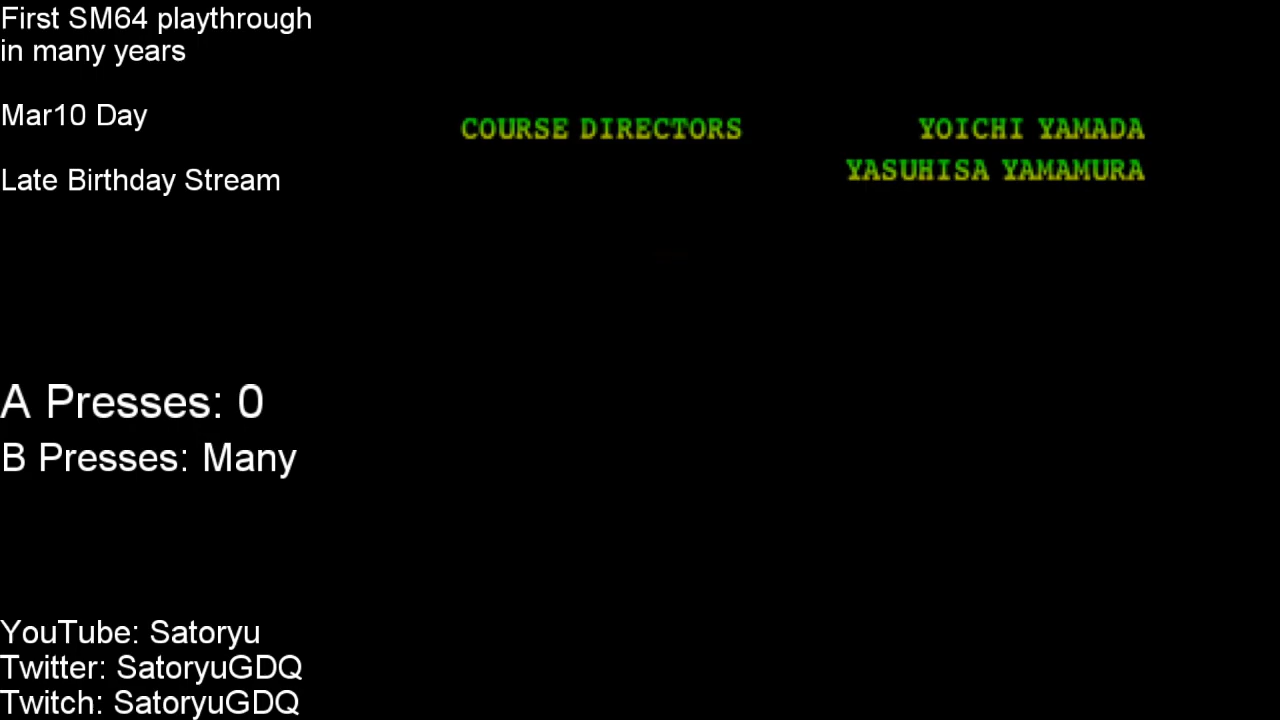 First SM64 playthrough
in many years
Mar10 Day
Late Birthday Stream
COURSE DIRECTORS YOICHI YAMADA
YASUHISA YAMAMURA
A Presses: 0
B Presses: Many
YouTube: Satoryu
Twitter: SatoryuGDQ
Twitch: SatoryuGDQ